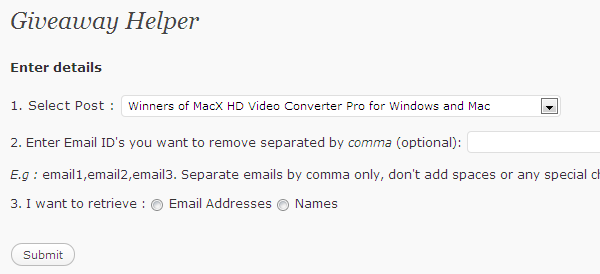 Giveaway Helper
Enter details
1. Select Post : Winners of MacX HD Video Converter Pro for Windows and Mac
2. Enter Email ID's you want to remove separated by comma (optional):
E.g : email1,email2,email3. Separate emails by comma only, don't add spaces or any special
3. I want to retrieve : Email Addresses Names
Submit